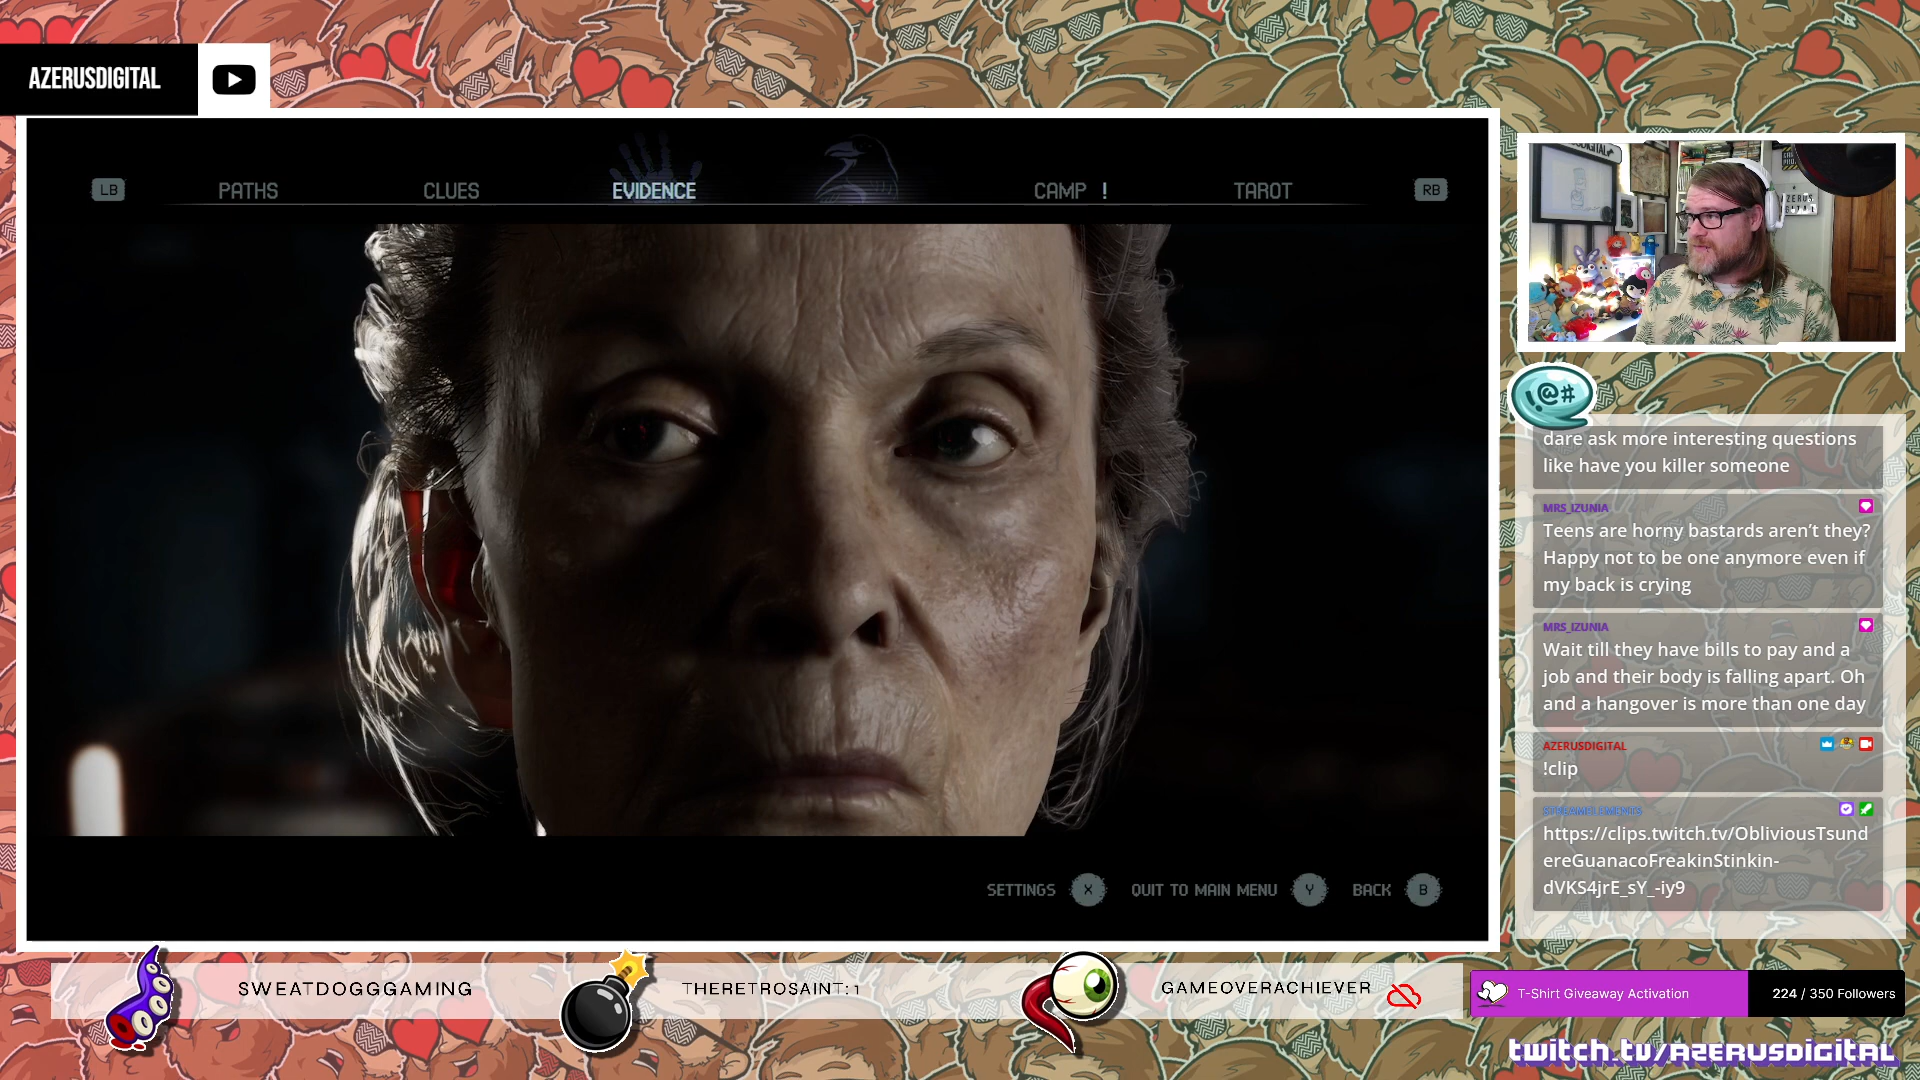 AZERUSDIGITAL
LB
PATHS
CLUES
EVIDENCE
CAMP !
TAROT
RB
!@#
dare ask more interesting questions
like have you killer someone
MRS_IZUNIA
Teens are horny bastards aren't they?
Happy not to be one anymore even if
my back is crying
MRS_IZUNIA
Wait till they have bills to pay and a
job and their body is falling apart. Oh
and a hangover is more than one day
AZERUSDIGITAL
!clip
STREAMELEMENTS
https://clips.twitch.tv/ObliviousTsund
ereGuanacoFreakinStinkin-
dVKS4jrE_sY_-iy9
SETTINGS X QUIT TO MAIN MENU Y BACK B
SWEATDOGGGAMING
THERETROSAINT: 1
GAMEOVERACHIEVER
T-Shirt Giveaway Activation
224 / 350 Followers
twitch.tv/AZERUSDIGITAL